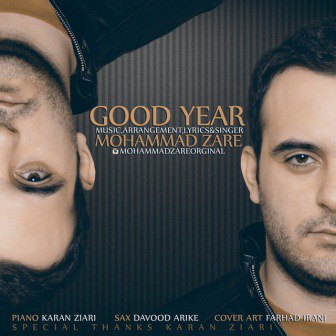 GOOD YEAR
MUSIC,ARRANGEMENT,LYRICS&SINGER
MOHAMMAD ZARE
MOHAMMADZAREORGINAL
PIANO KARAN ZIARI SAX DAVOOD ARIKE COVER ART FARHAD IRANI
SPECIAL THANKS KARAN ZIARI